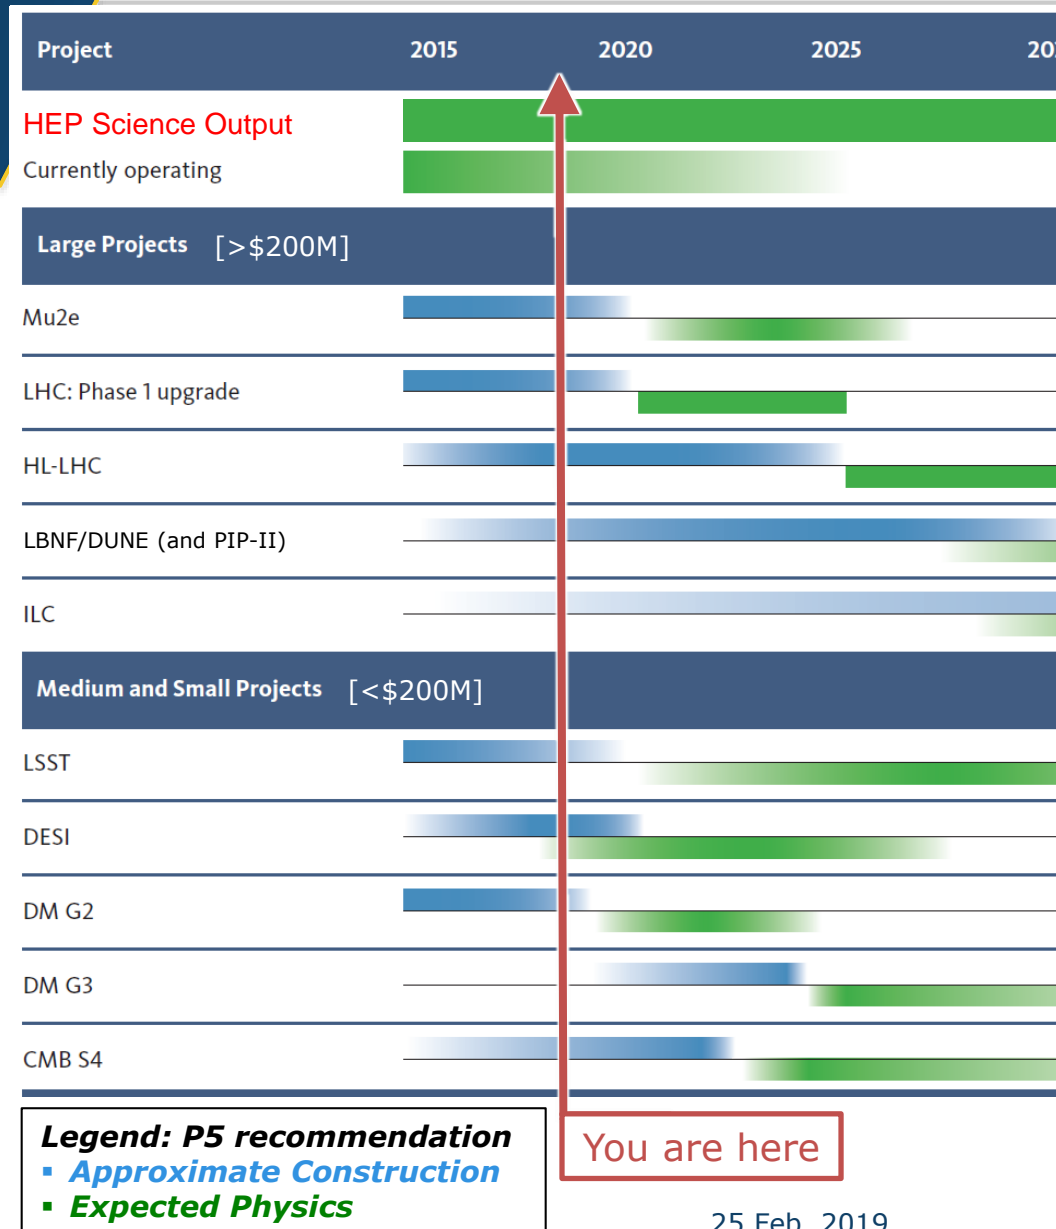 Project 2015 2020 2025 20
HEP Science Output
Currently operating
Large Projects [>$200M]
Mu2e
LHC: Phase 1 upgrade
HL-LHC
LBNF/DUNE (and PIP-II)
ILC
Medium and Small Projects [<$200M]
LSST
DESI
DM G2
DM G3
CMB S4
Legend: P5 recommendation
▪ Approximate Construction
▪ Expected Physics
You are here
25 Feb, 2019